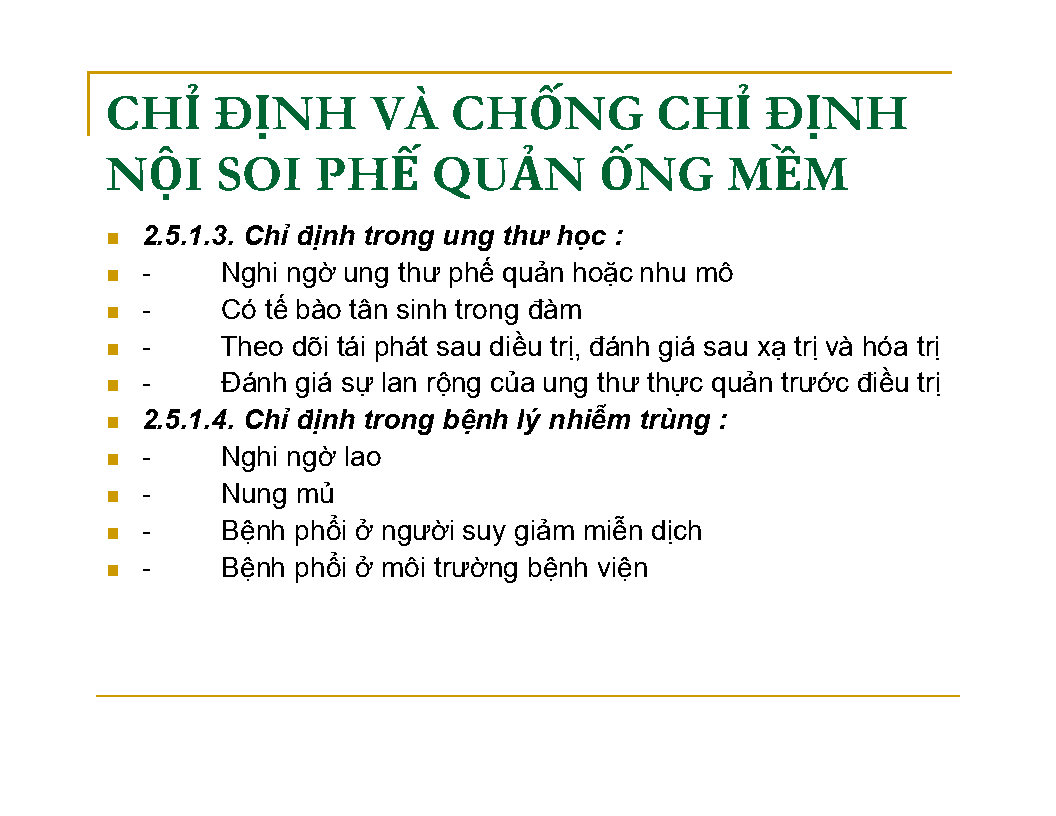 CHỈ ĐỊNH VÀ CHỐNG CHỈ ĐỊNH
NỘI SOI PHẾ QUẢN ỐNG MỀM
2.5.1.3. Chỉ định trong ung thư học :
- Nghi ngờ ung thư phế quản hoặc nhu mô
- Có tế bào tân sinh trong đàm
- Theo dõi tái phát sau diều trị, đánh giá sau xạ trị và hóa trị
- Đánh giá sự lan rộng của ung thư thực quản trước điều trị
2.5.1.4. Chỉ định trong bệnh lý nhiễm trùng :
- Nghi ngờ lao
- Nung mủ
- Bệnh phổi ở người suy giảm miễn dịch
- Bệnh phổi ở môi trường bệnh viện